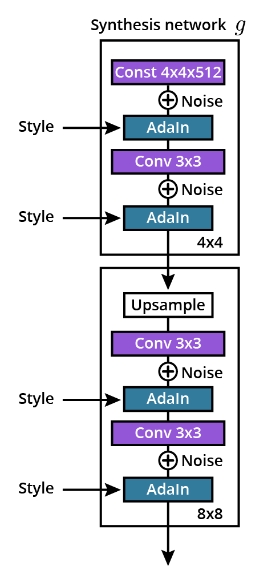 Synthesis network g
Const 4x4x512
Noise
Style
AdaIn
Conv 3x3
Noise
Style
AdaIn
4x4
Upsample
Conv 3x3
Noise
Style
AdaIn
Conv 3x3
Noise
Style
AdaIn
8x8